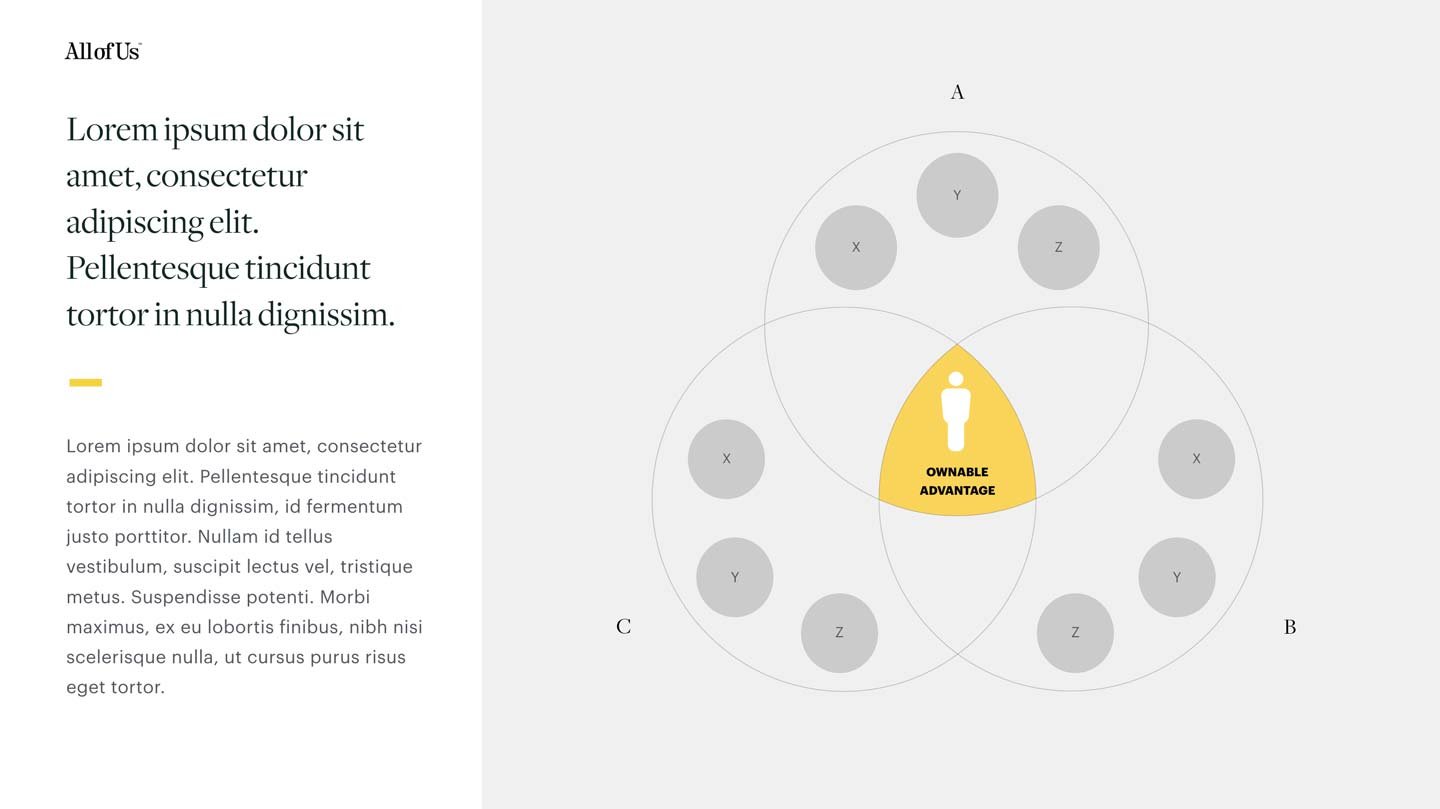 All of Us™
Lorem ipsum dolor sit
amet, consectetur
adipiscing elit.
Pellentesque tincidunt
tortor in nulla dignissim.
Lorem ipsum dolor sit amet, consectetur
adipiscing elit. Pellentesque tincidunt
tortor in nulla dignissim, id fermentum
justo porttitor. Nullam id tellus
vestibulum, suscipit lectus vel, tristique
metus. Suspendisse potenti. Morbi
maximus, ex eu lobortis finibus, nibh nisi
scelerisque nulla, ut cursus purus risus
eget tortor.
A
Y
X
Z
OWNABLE
ADVANTAGE
X
Y
Z
C
X
Y
Z
B